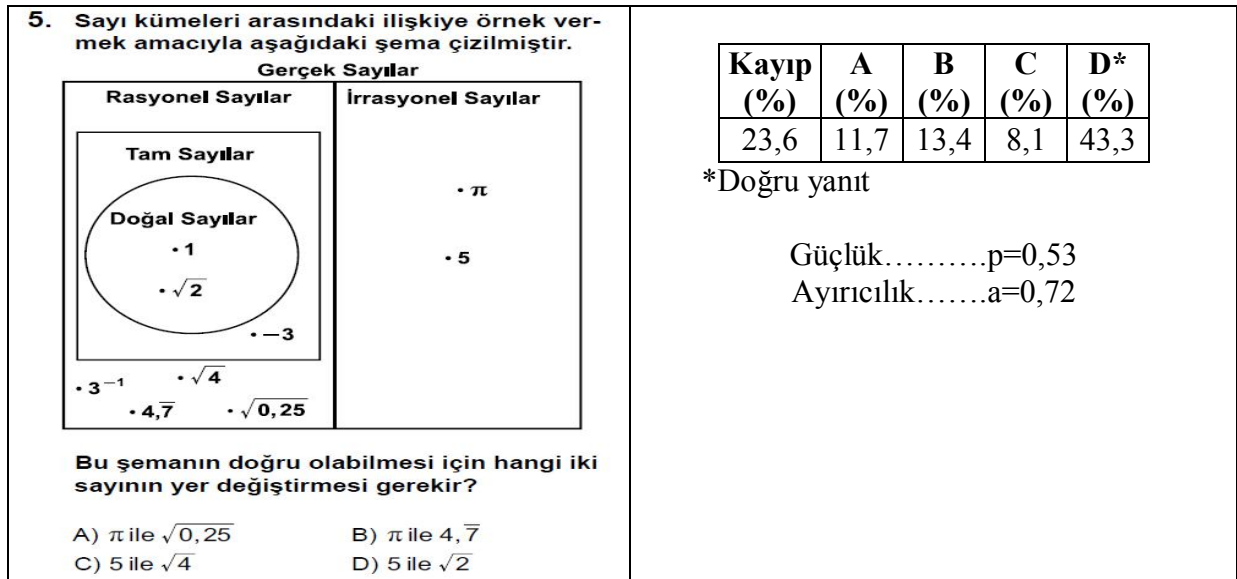 5. Sayı kümeleri arasındaki ilişkiye örnek ver-
mek amacıyla aşağıdaki şema çizilmiştir.
Gerçek Sayılar
Rasyonel Sayılar
İrrasyonel Sayılar
Tam Sayılar
Doğal Sayılar
• 1
• √2
• −3
• π
• 5
• 3⁻¹
• √4
• 4,7̅
• √0,25
Bu şemanın doğru olabilmesi için hangi iki
sayının yer değiştirmesi gerekir?
A) π ile √0,25 B) π ile 4,7̅
C) 5 ile √4 D) 5 ile √2
Kayıp A B C D*
(%) (%) (%) (%) (%)
23,6 11,7 13,4 8,1 43,3
*Doğru yanıt
Güçlük……….p=0,53
Ayırıcılık…….a=0,72